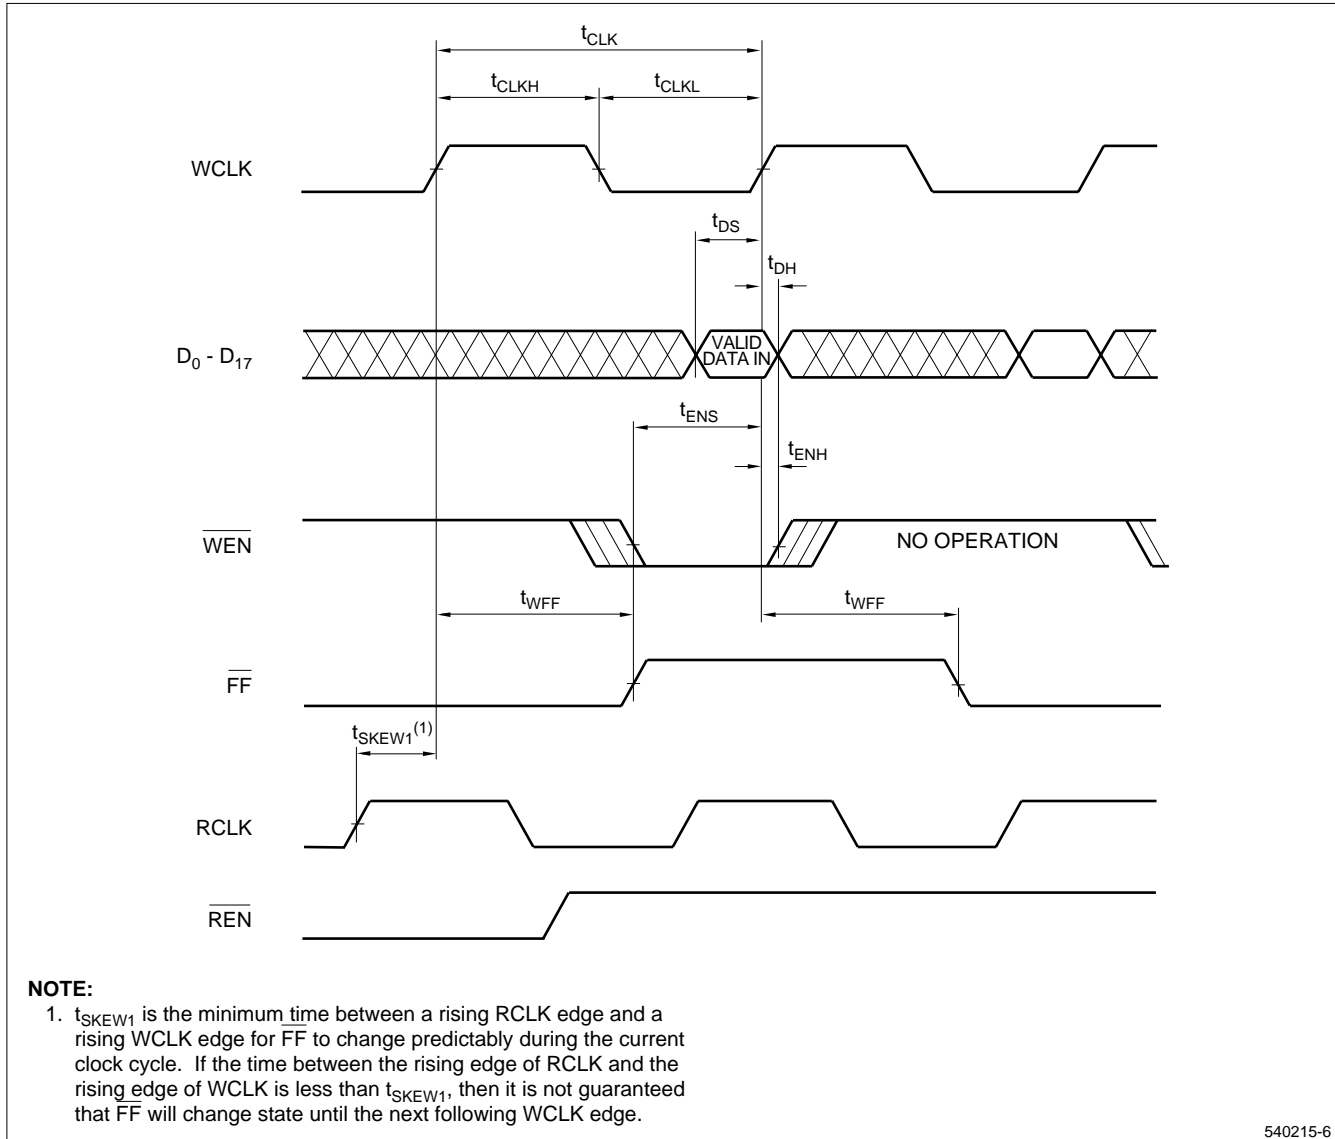 tCLK
tCLKH
tCLKL
WCLK
tDS
tDH
D0 - D17
VALID
DATA IN
tENS
tENH
WEN
NO OPERATION
tWFF
tWFF
FF
tSKEW1(1)
RCLK
REN
NOTE:
1. tSKEW1 is the minimum time between a rising RCLK edge and a
rising WCLK edge for FF to change predictably during the current
clock cycle. If the time between the rising edge of RCLK and the
rising edge of WCLK is less than tSKEW1, then it is not guaranteed
that FF will change state until the next following WCLK edge.
540215-6